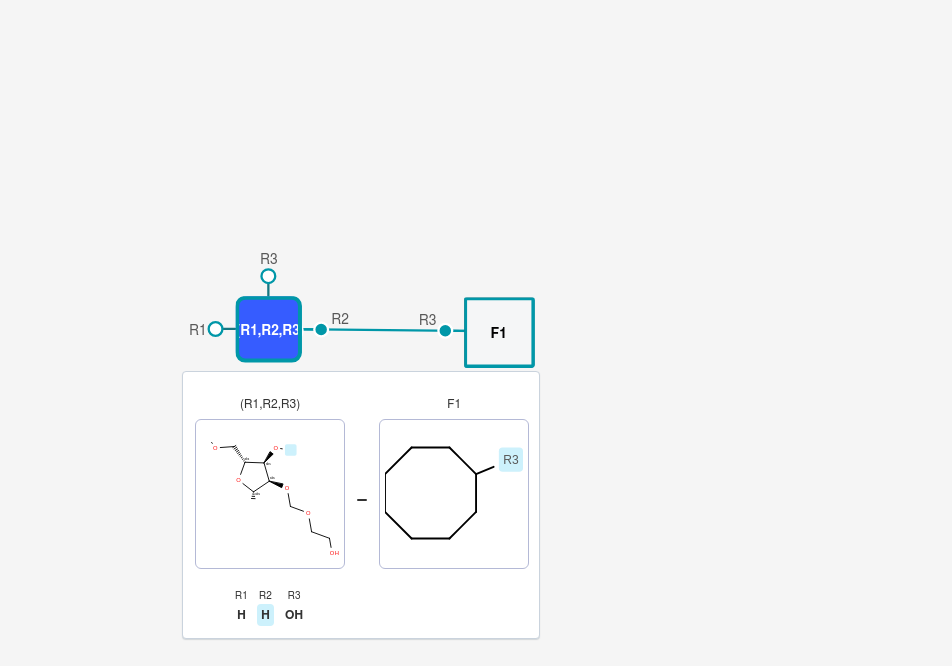 R3
R1 R1,R2,R3 R2 R3 F1
(R1,R2,R3) F1
O O R3
O O
O
OH
R1 R2 R3
H H OH